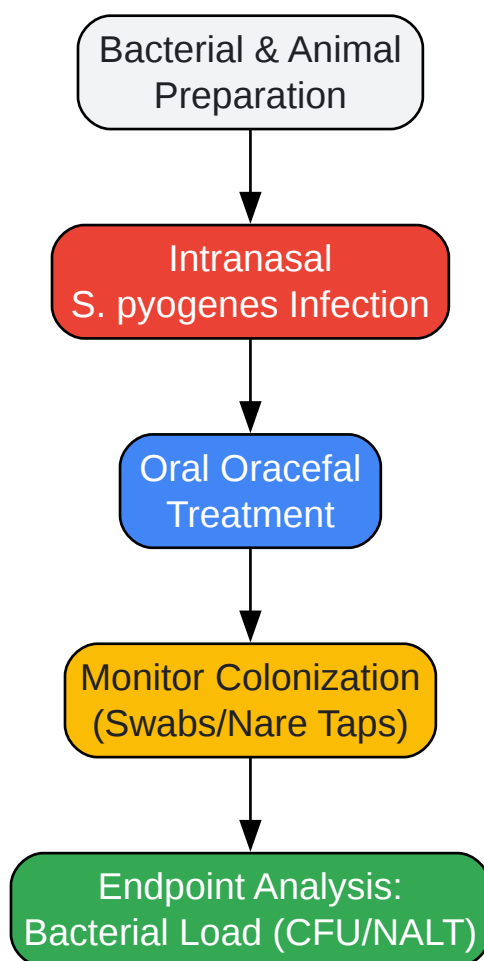 Bacterial & Animal
Preparation
Intranasal
S. pyogenes Infection
Oral Oracefal
Treatment
Monitor Colonization
(Swabs/Nare Taps)
Endpoint Analysis:
Bacterial Load (CFU/NALT)